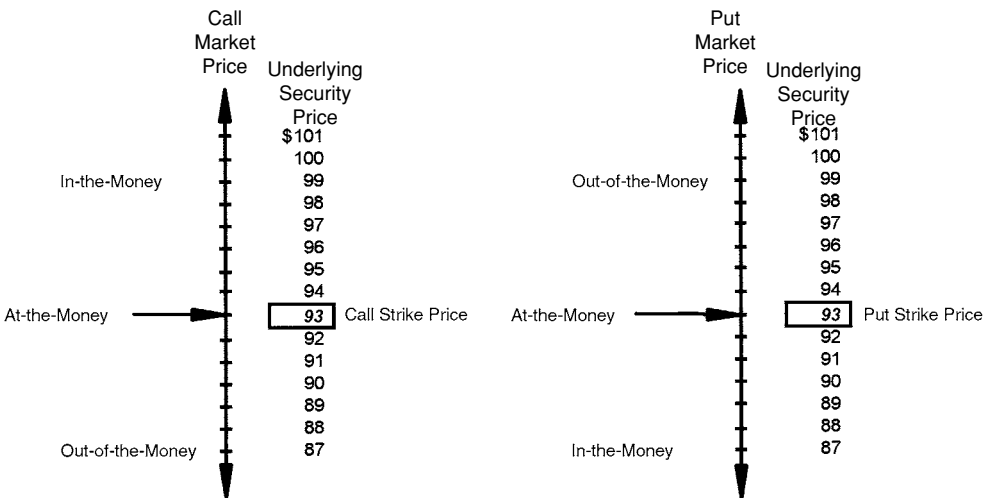 Call
Market
Price
Underlying
Security
Price
$101
100
In-the-Money
99
98
97
96
95
94
At-the-Money
93
Call Strike Price
92
91
90
89
88
Out-of-the-Money
87
Put
Market
Price
Underlying
Security
Price
$101
100
Out-of-the-Money
99
98
97
96
95
94
At-the-Money
93
Put Strike Price
92
91
90
89
88
In-the-Money
87